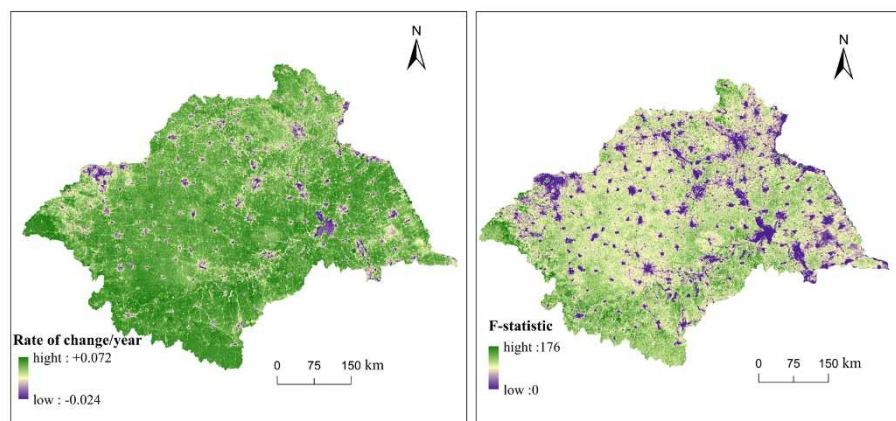 N
Rate of change/year
hight : +0.072
low : -0.024
0 75 150 km
N
F-statistic
hight :176
low :0
0 75 150 km